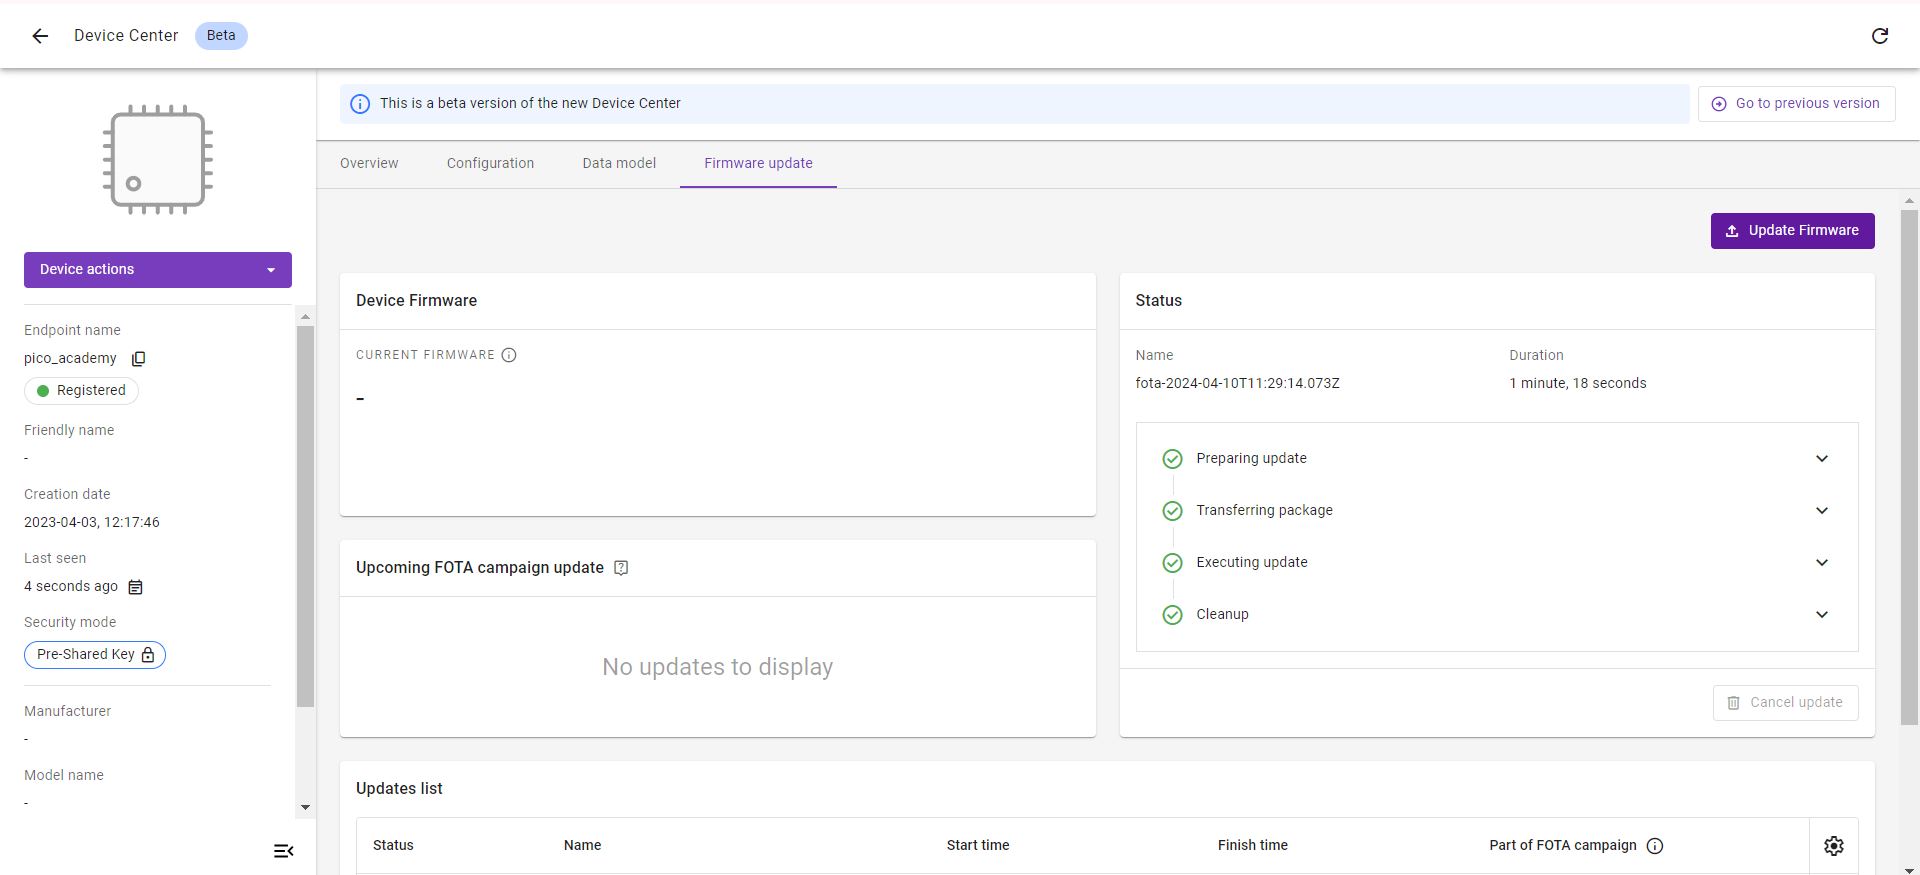 Device Center
Beta
This is a beta version of the new Device Center
Go to previous version
Overview
Configuration
Data model
Firmware update
Update Firmware
Device actions
Endpoint name
pico_academy
Registered
Friendly name
-
Creation date
2023-04-03, 12:17:46
Last seen
4 seconds ago
Security mode
Pre-Shared Key
Manufacturer
-
Model name
-
Device Firmware
CURRENT FIRMWARE
-
Upcoming FOTA campaign update
No updates to display
Status
Name
fota-2024-04-10T11:29:14.073Z
Duration
1 minute, 18 seconds
Preparing update
Transferring package
Executing update
Cleanup
Cancel update
Updates list
Status
Name
Start time
Finish time
Part of FOTA campaign